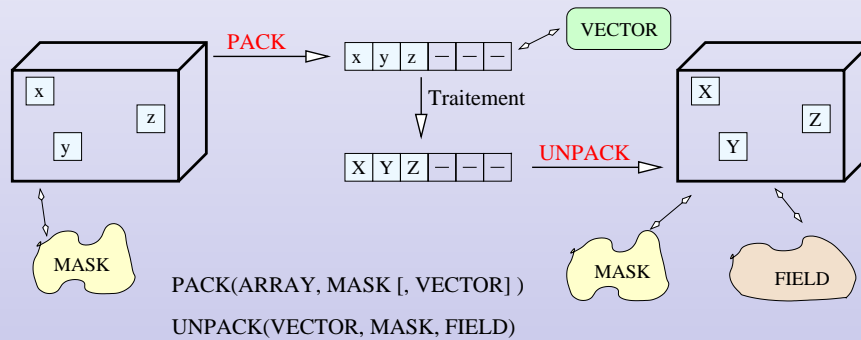 PACK
x y z – – –
VECTOR
x
z
y
Traitement
X
Z
Y
UNPACK
X Y Z – – –
MASK
MASK
FIELD
PACK(ARRAY, MASK [, VECTOR] )
UNPACK(VECTOR, MASK, FIELD)